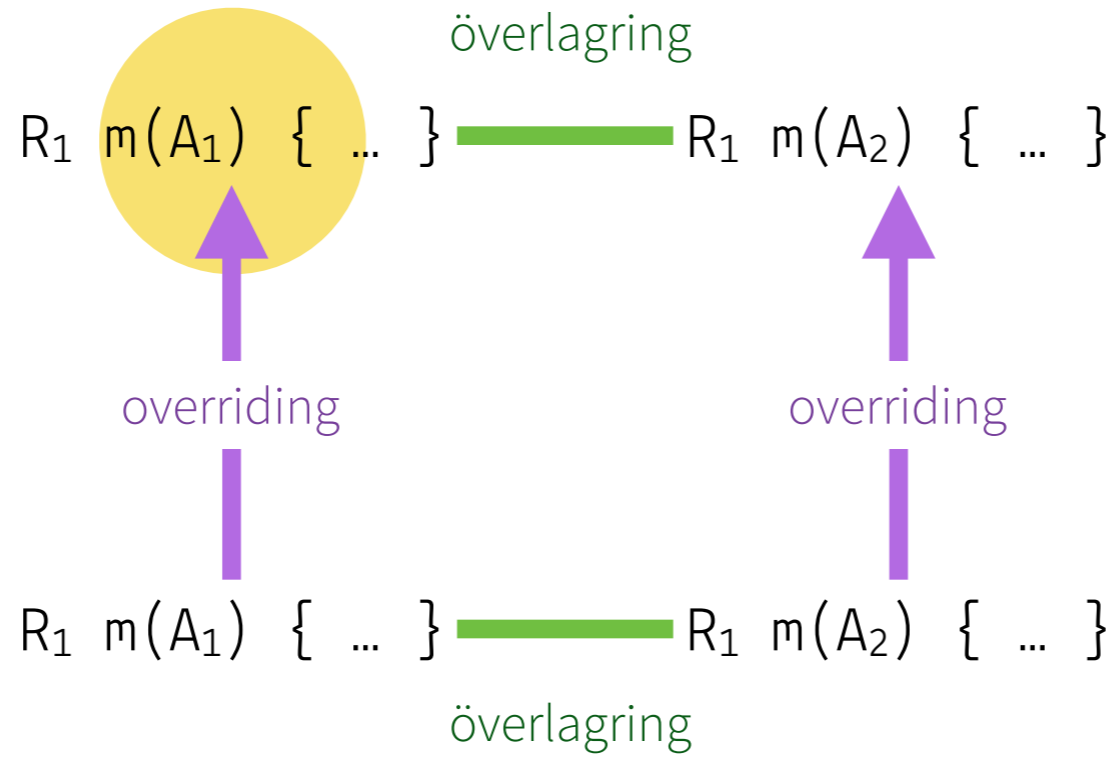 överlagring
R₁ m(A₁) { … } R₁ m(A₂) { … }
overriding overriding
R₁ m(A₁) { … } R₁ m(A₂) { … }
överlagring